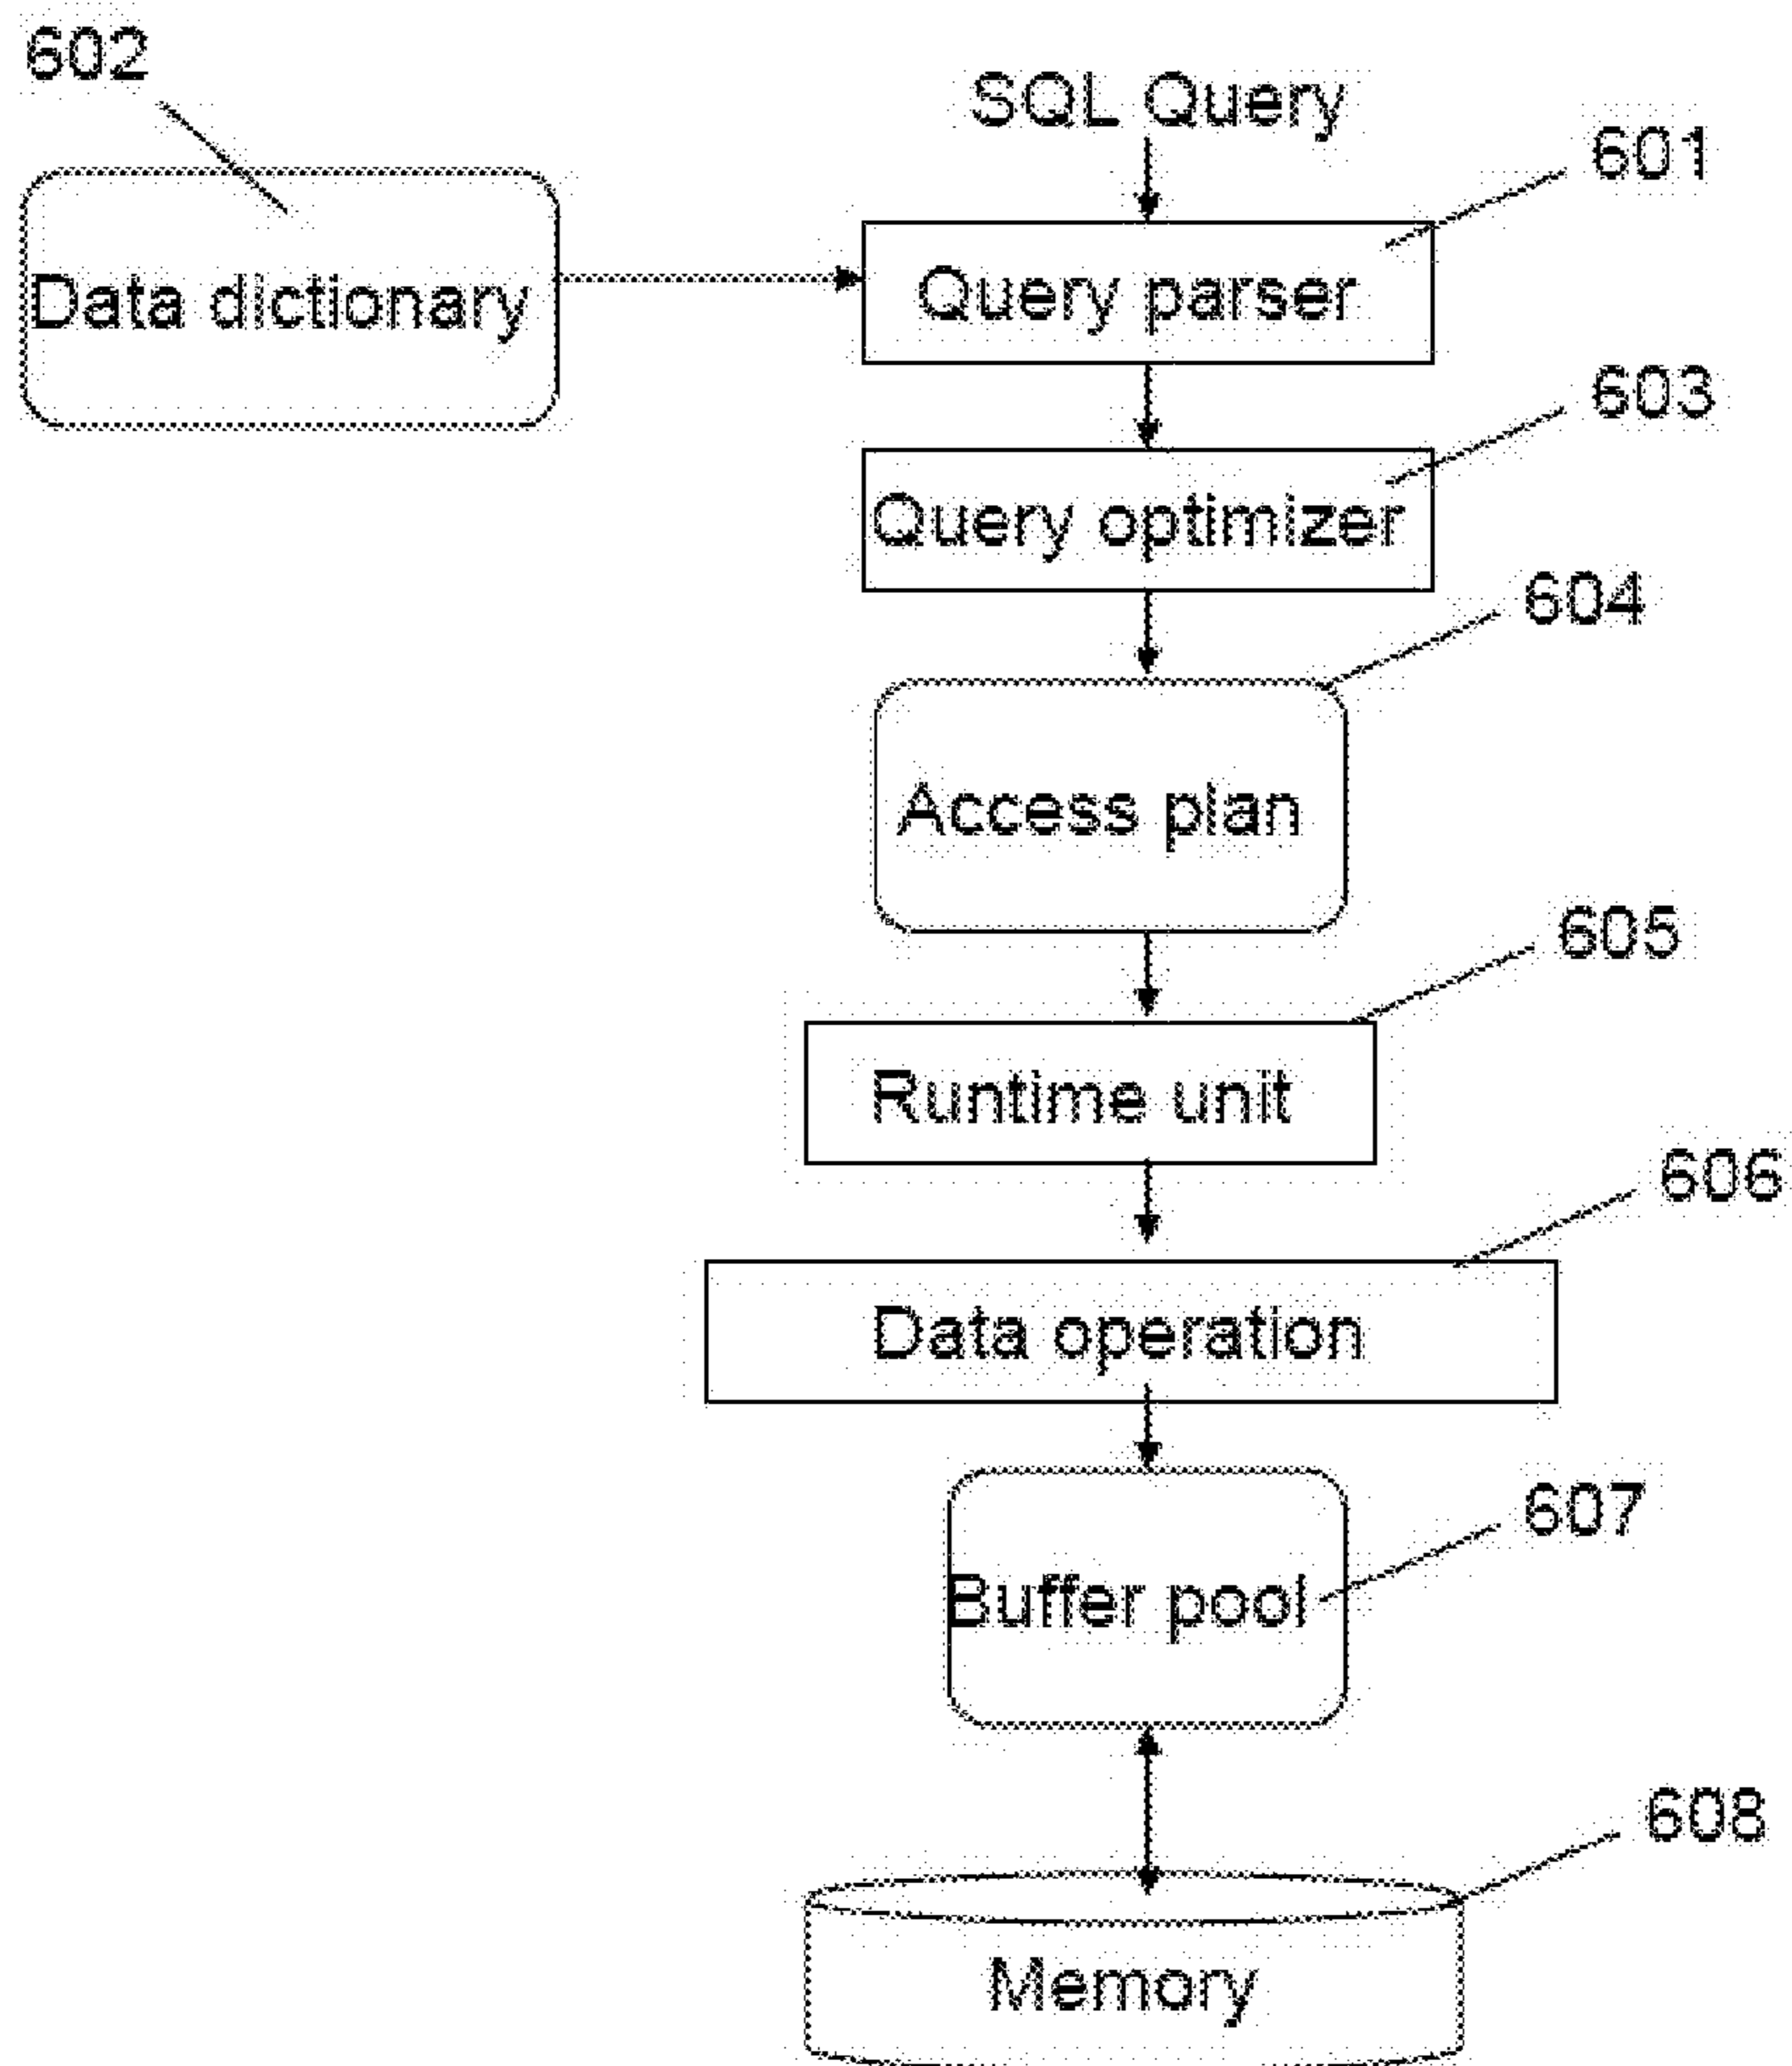 602
SQL Query
601
Data dictionary
Query parser
603
Query optimizer
604
Access plan
605
Runtime unit
606
Data operation
607
Buffer pool
608
Memory